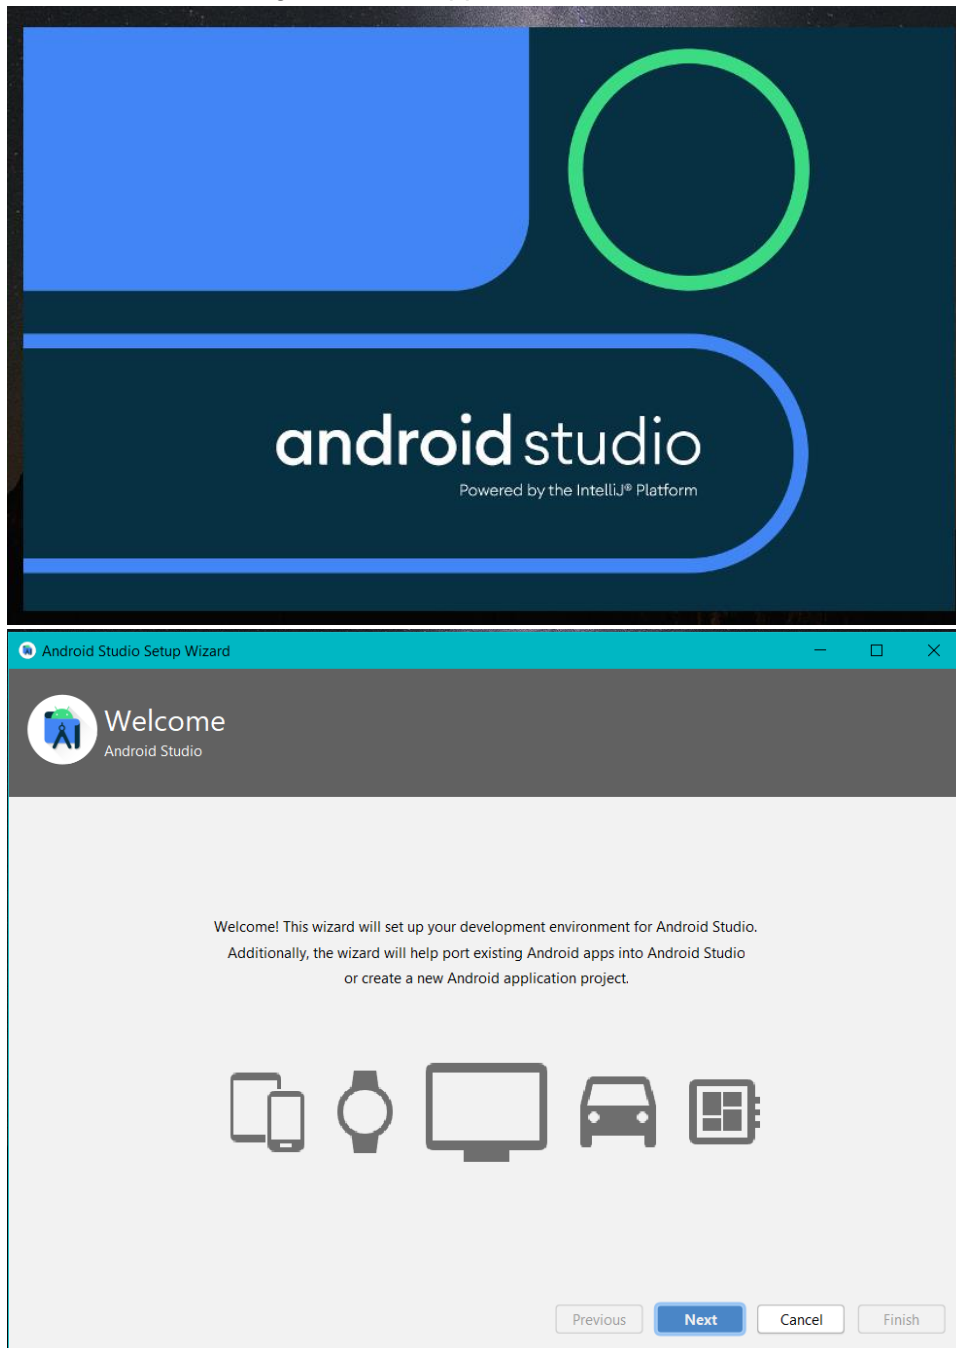 android studio
Powered by the IntelliJ® Platform
Android Studio Setup Wizard
Welcome
Android Studio
Welcome! This wizard will set up your development environment for Android Studio.
Additionally, the wizard will help port existing Android apps into Android Studio
or create a new Android application project.
Previous Next Cancel Finish